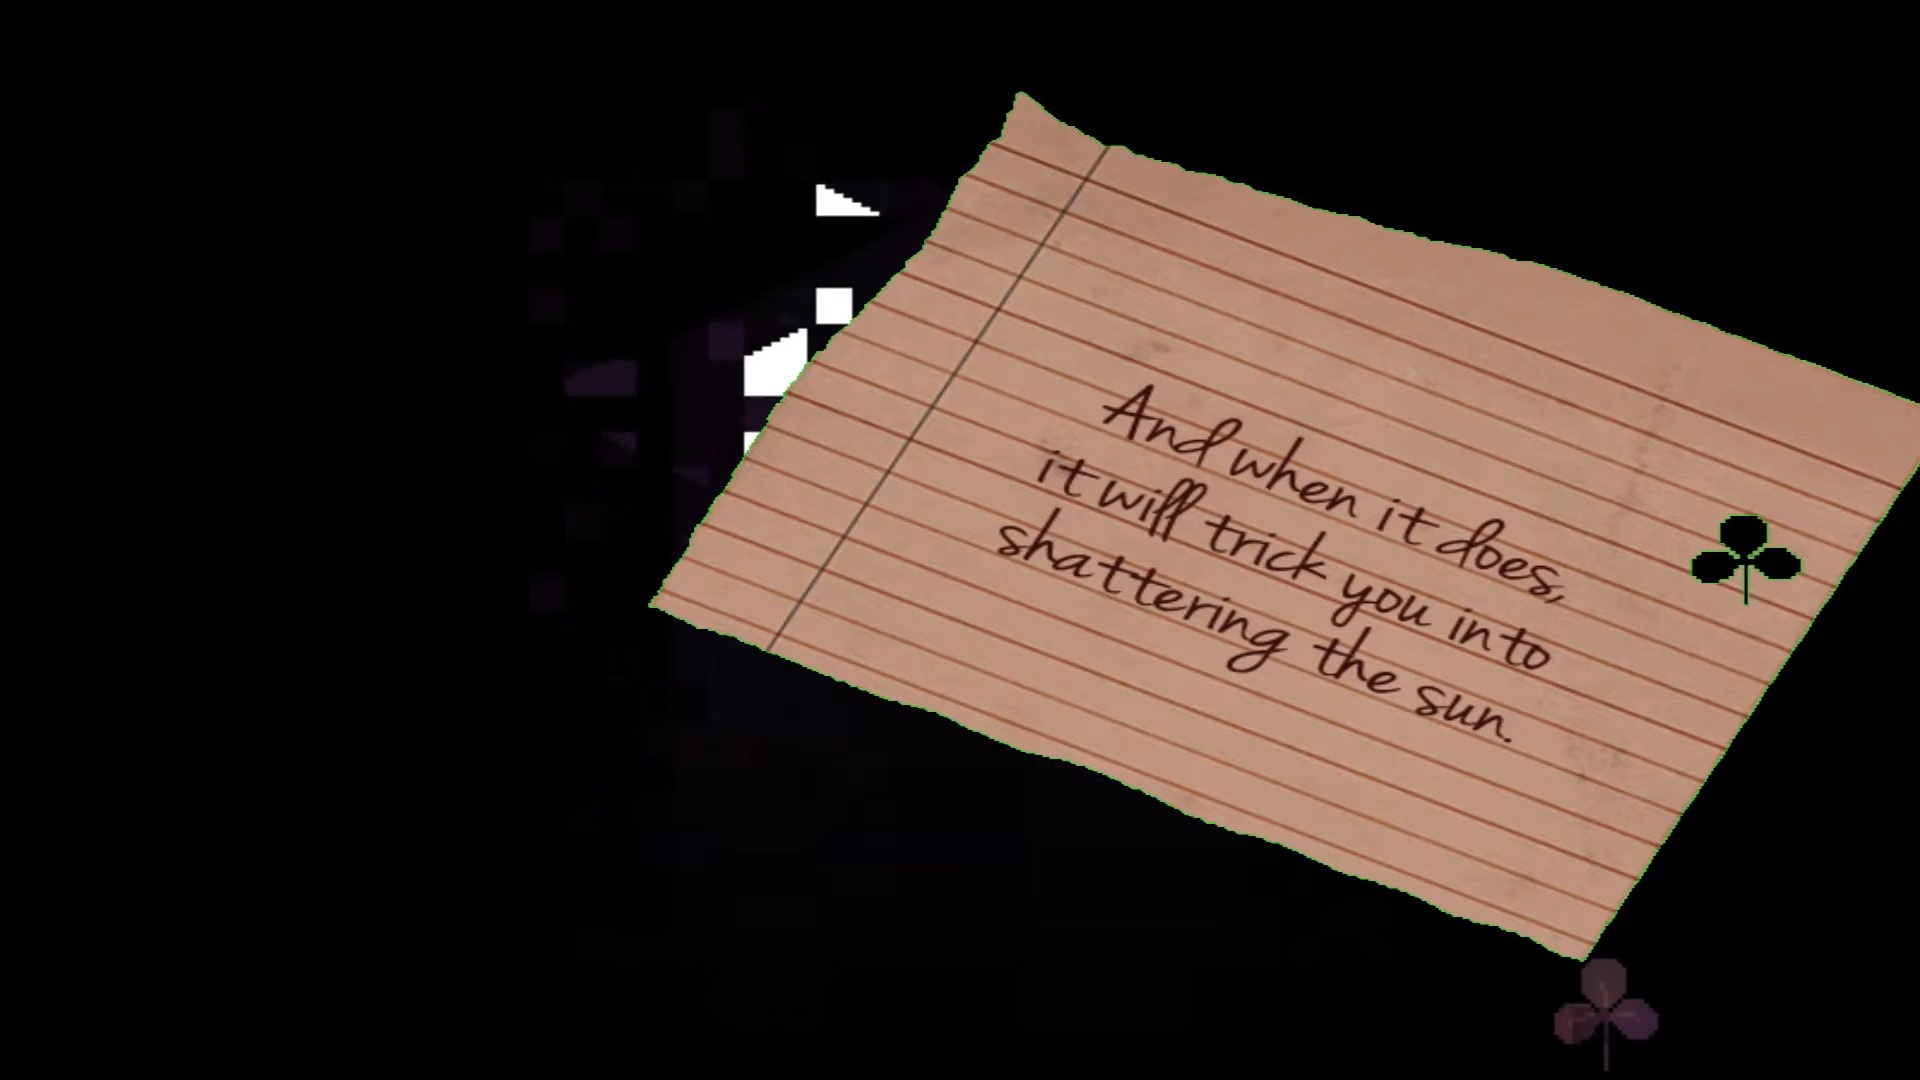 And when it does,
it will trick you into
shattering the sun.